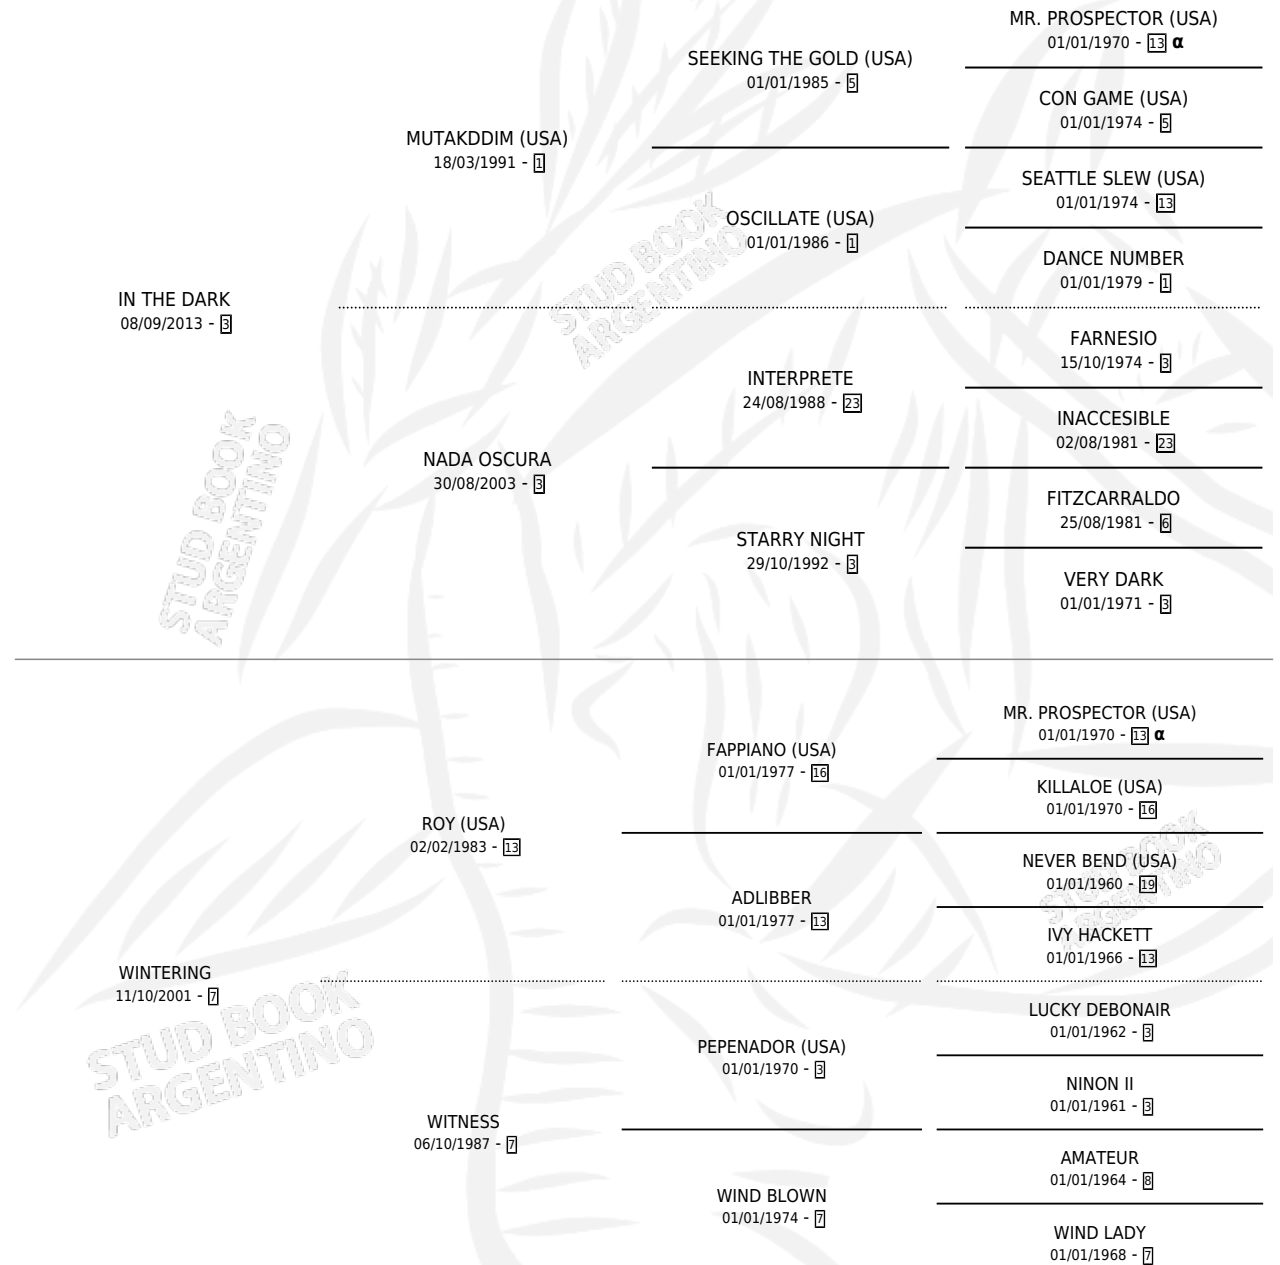 MR. PROSPECTOR (USA)
01/01/1970 - 13 α
SEEKING THE GOLD (USA)
01/01/1985 - 5
CON GAME (USA)
01/01/1974 - 5
MUTAKDDIM (USA)
18/03/1991 - 1
SEATTLE SLEW (USA)
01/01/1974 - 13
OSCILLATE (USA)
01/01/1986 - 1
DANCE NUMBER
01/01/1979 - 1
STUD BOOK
ARGENTINO
IN THE DARK
08/09/2013 - 3
FARNESIO
15/10/1974 - 3
INTERPRETE
24/08/1988 - 23
INACCESIBLE
02/08/1981 - 23
NADA OSCURA
30/08/2003 - 3
FITZCARRALDO
25/08/1981 - 6
STARRY NIGHT
29/10/1992 - 3
VERY DARK
01/01/1971 - 3
STUD BOOK
ARGENTINO
MR. PROSPECTOR (USA)
01/01/1970 - 13 α
FAPPIANO (USA)
01/01/1977 - 16
KILLALOE (USA)
01/01/1970 - 16
ROY (USA)
02/02/1983 - 13
NEVER BEND (USA)
01/01/1960 - 19
ADLIBBER
01/01/1977 - 13
IVY HACKETT
01/01/1966 - 13
STUD BOOK
ARGENTINO
WINTERING
11/10/2001 - 7
LUCKY DEBONAIR
01/01/1962 - 3
PEPENADOR (USA)
01/01/1970 - 3
NINON II
01/01/1961 - 3
STUD BOOK
ARGENTINO
WITNESS
06/10/1987 - 7
AMATEUR
01/01/1964 - 8
WIND BLOWN
01/01/1974 - 7
WIND LADY
01/01/1968 - 7